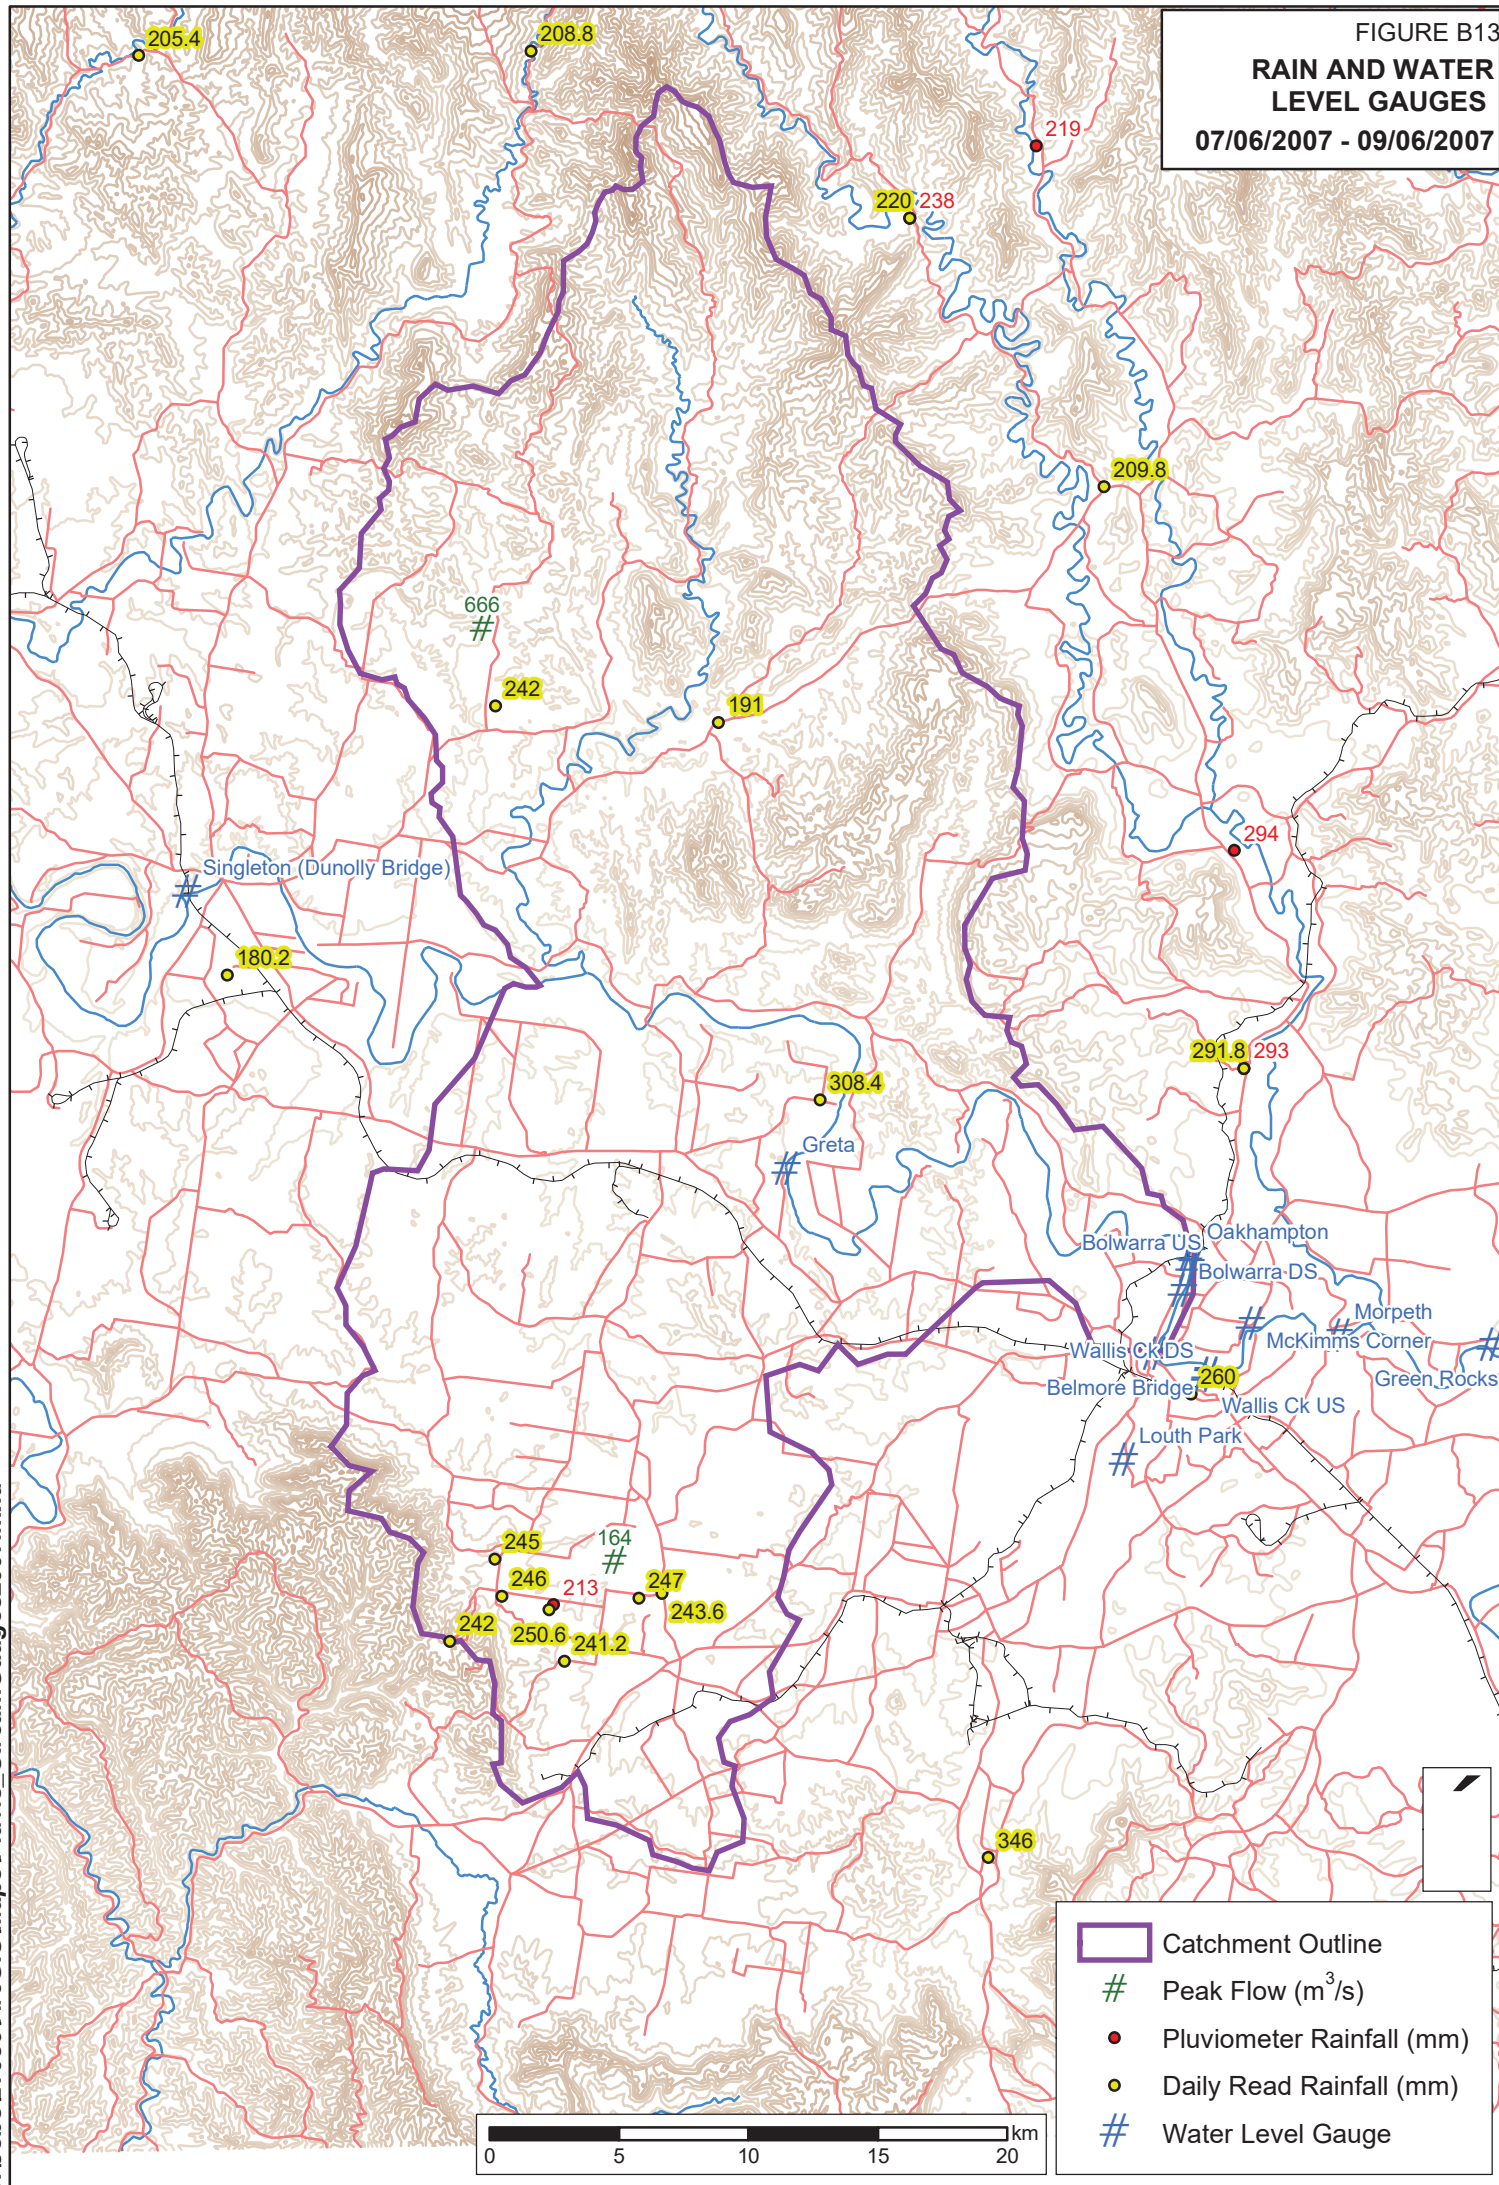 FIGURE B13
RAIN AND WATER
LEVEL GAUGES
07/06/2007 - 09/06/2007
205.4
208.8
219
220 238
209.8
666
242
191
294
Singleton (Dunolly Bridge)
180.2
291.8 293
308.4
Greta
Oakhampton
Bolwarra US
Bolwarra DS
Morpeth
McKimms Corner
Wallis Ck DS
Green Rocks
Belmore Bridge
260
Wallis Ck US
Louth Park
245
164
246
213
247
243.6
250.6
242
241.2
346
Catchment Outline
Peak Flow (m³/s)
Pluviometer Rainfall (mm)
Daily Read Rainfall (mm)
Water Level Gauge
km
0 5 10 15 20